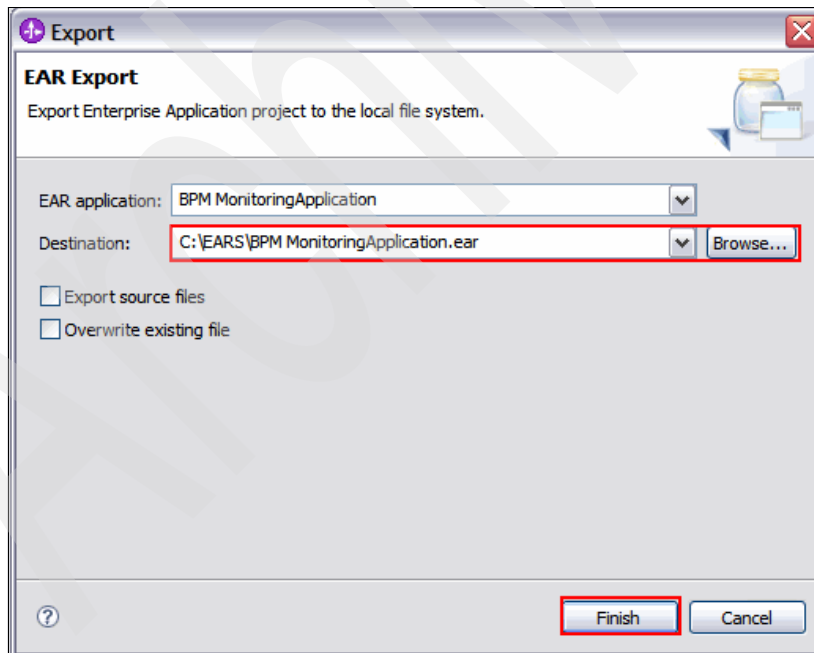 Export
EAR Export
Export Enterprise Application project to the local file system.
EAR application: BPM MonitoringApplication
Destination: C:\EARS\BPM MonitoringApplication.ear Browse...
Export source files
Overwrite existing file
? Finish Cancel